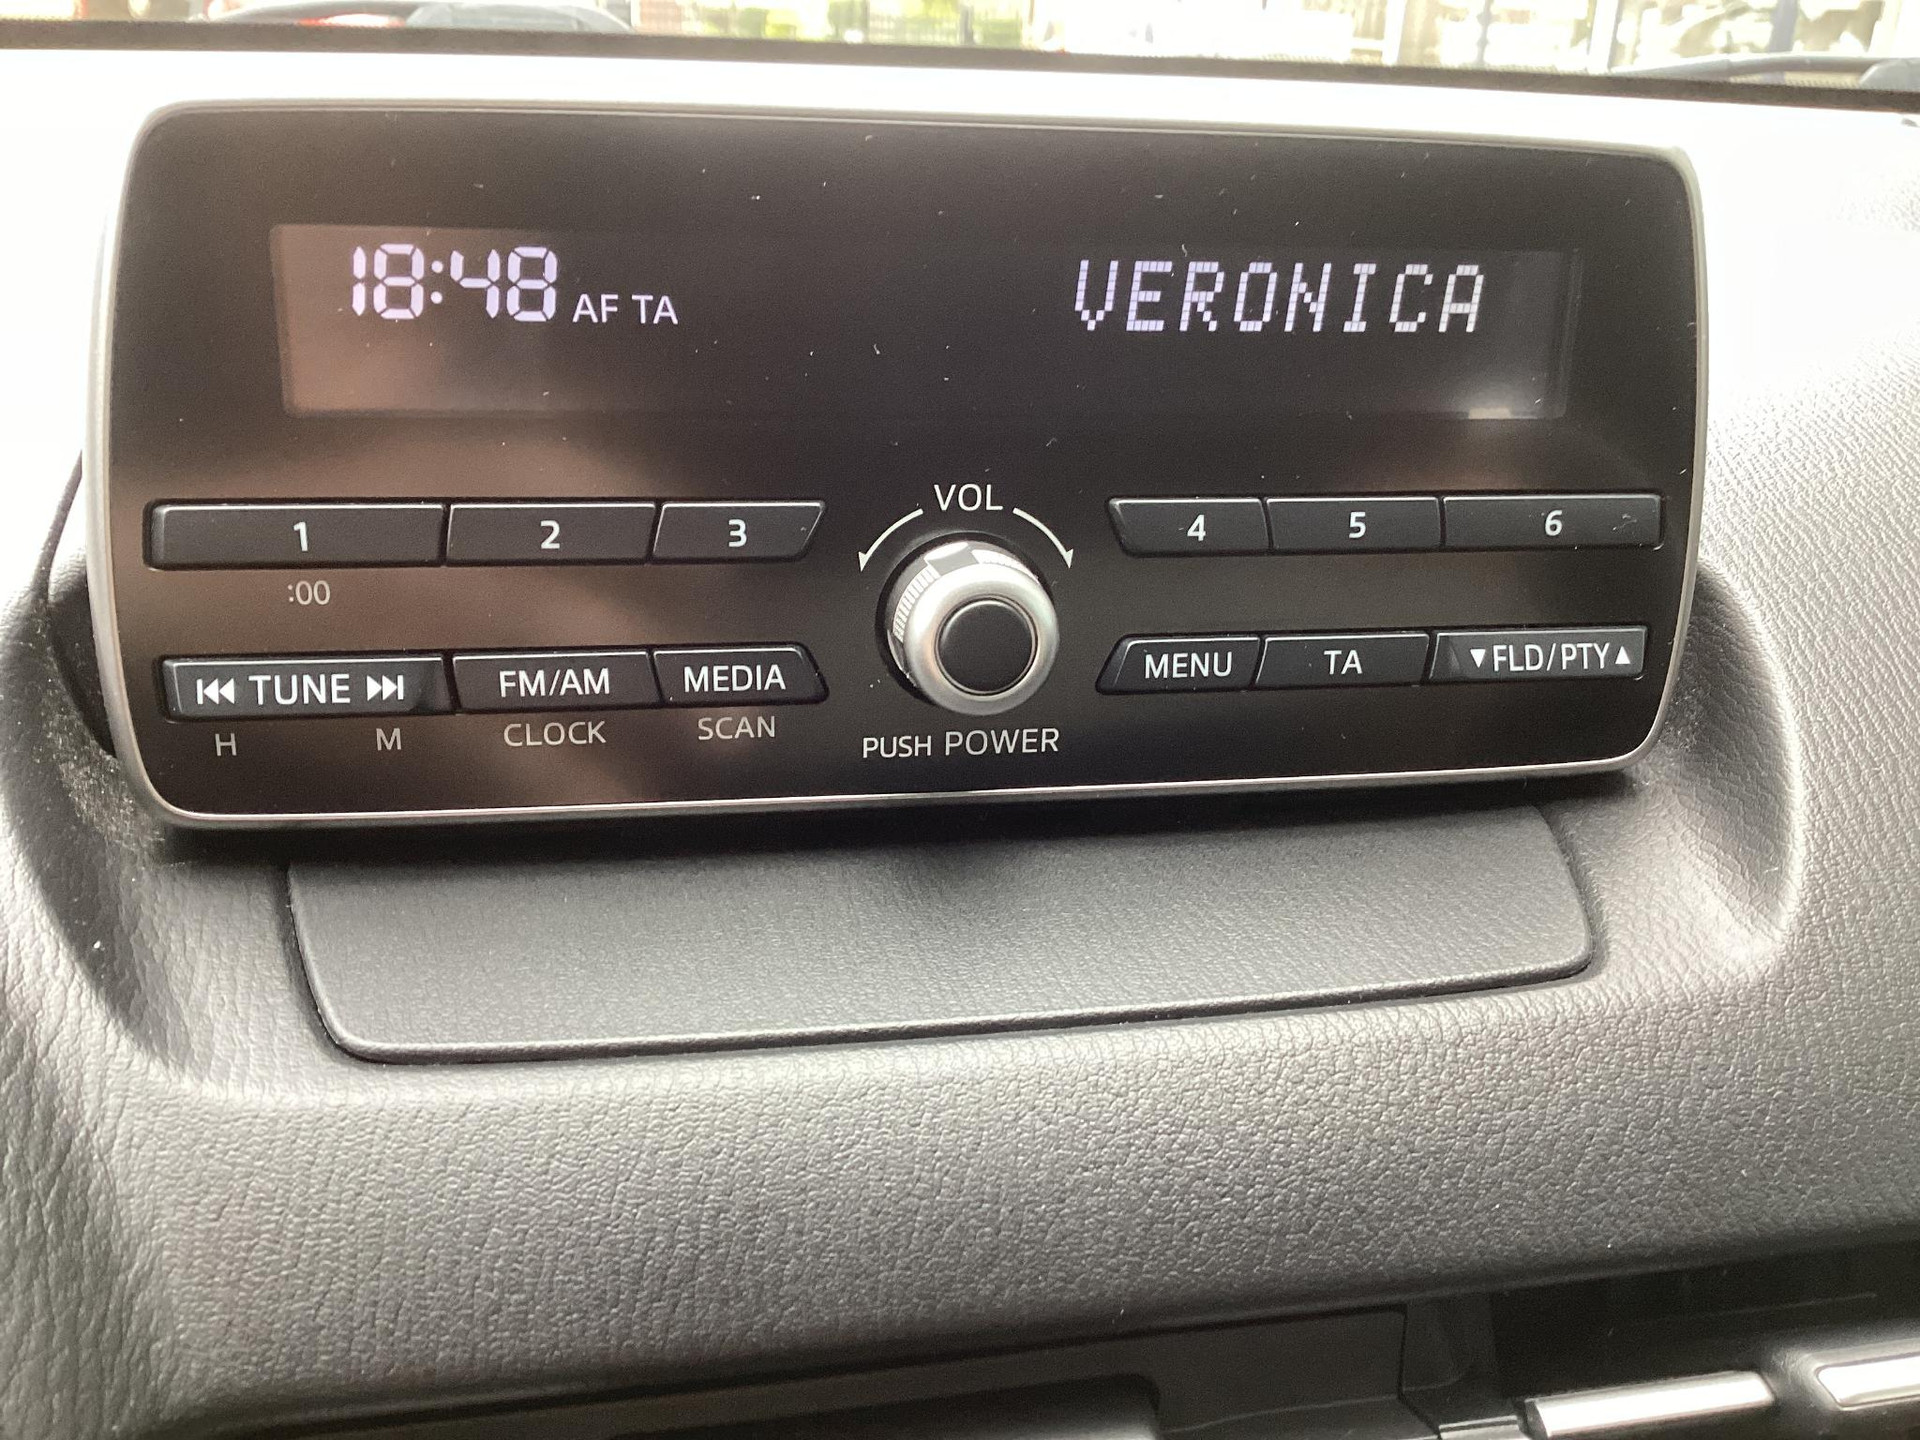 18:48 AF TA VERONICA
VOL
1 2 3 4 5 6
:00
⏮ TUNE ⏭ FM/AM MEDIA MENU TA ▼FLD/PTY▲
H M CLOCK SCAN
PUSH POWER